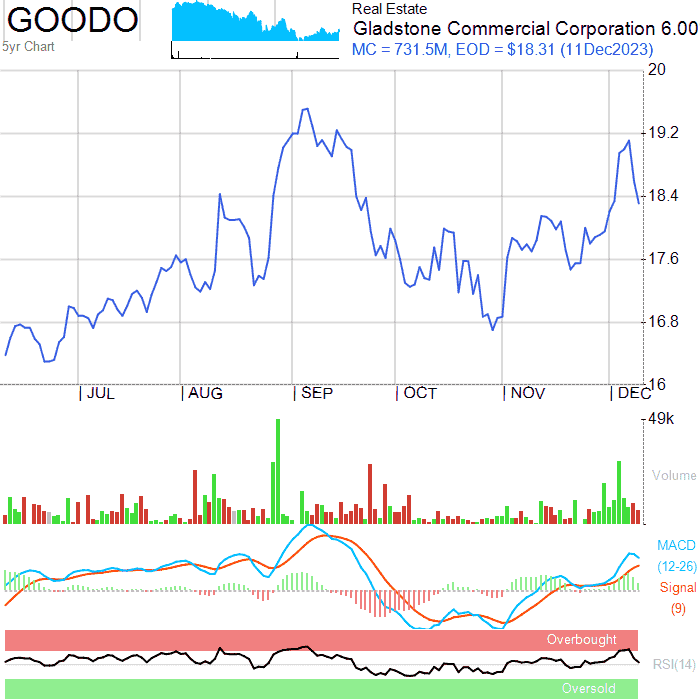 GOODO
5yr Chart
Real Estate
Gladstone Commercial Corporation 6.00
MC = 731.5M, EOD = $18.31 (11Dec2023)
20
19.2
18.4
17.6
16.8
16
JUL
AUG
SEP
OCT
NOV
DEC
49k
Volume
MACD
(12-26)
Signal
(9)
Overbought
RSI(14)
Oversold